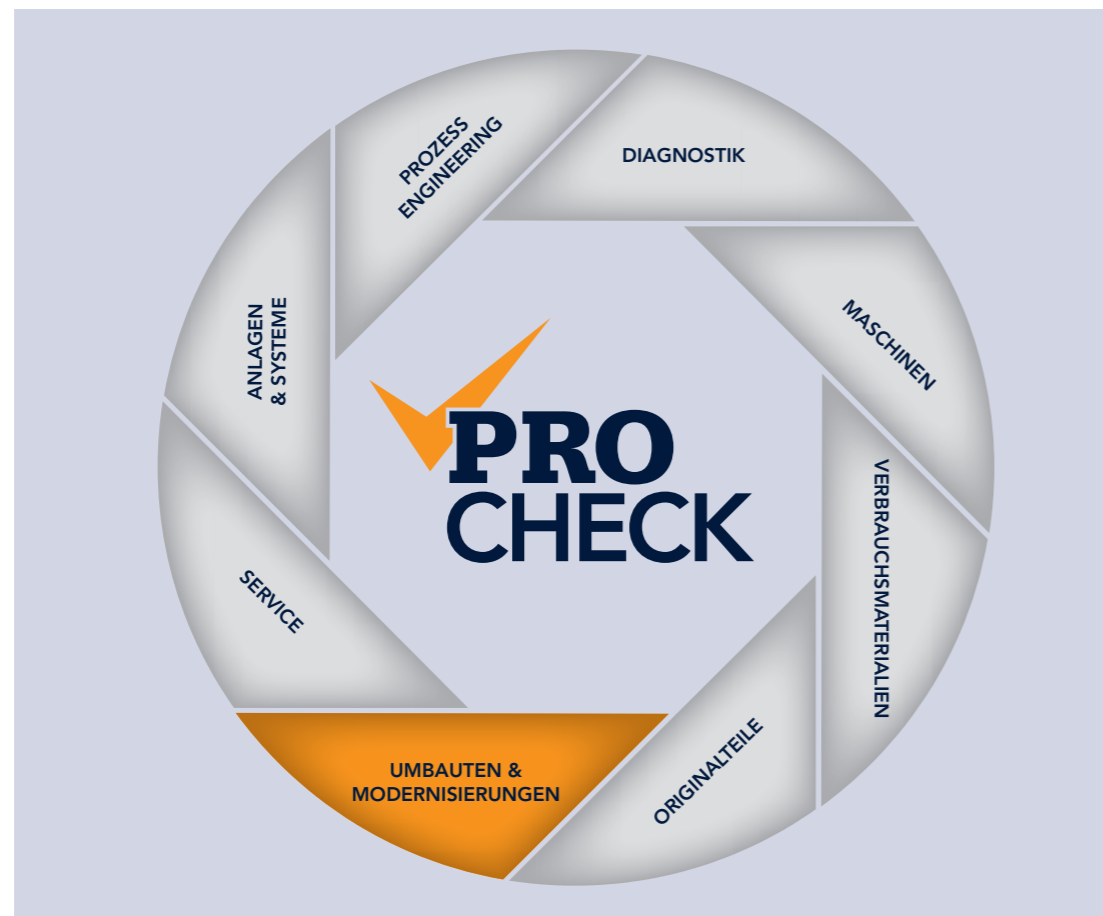 PROZESS
ENGINEERING
DIAGNOSTIK
MASCHINEN
VERBRAUCHSMATERIALIEN
ORIGINALTEILE
UMBAUTEN &
MODERNISIERUNGEN
SERVICE
ANLAGEN
& SYSTEME
PRO
CHECK